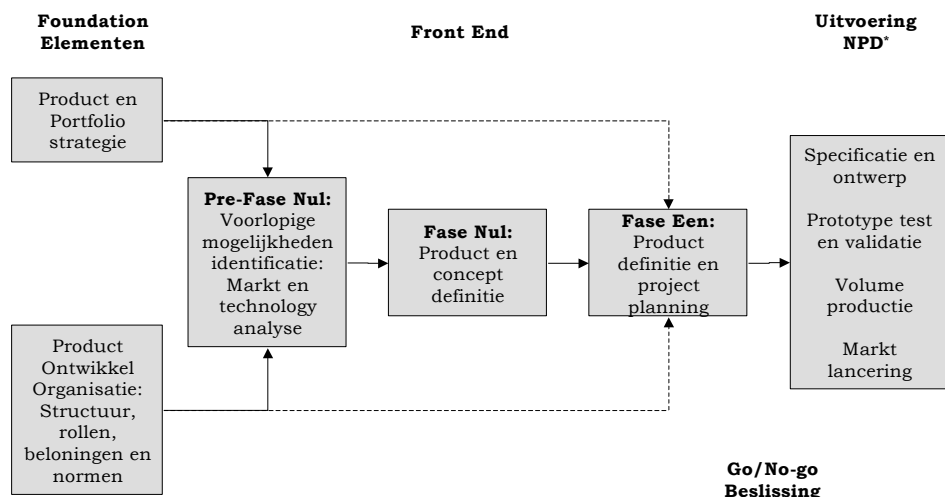 Foundation
Elementen
Front End
Uitvoering
NPD*
Product en
Portfolio
strategie
Pre-Fase Nul:
Voorlopige
mogelijkheden
identificatie:
Markt en
technology
analyse
Fase Nul:
Product en
concept
definitie
Fase Een:
Product
definitie en
project
planning
Specificatie en
ontwerp
Prototype test
en validatie
Volume
productie
Markt
lancering
Product
Ontwikkel
Organisatie:
Structuur,
rollen,
beloningen en
normen
Go/No-go
Beslissing